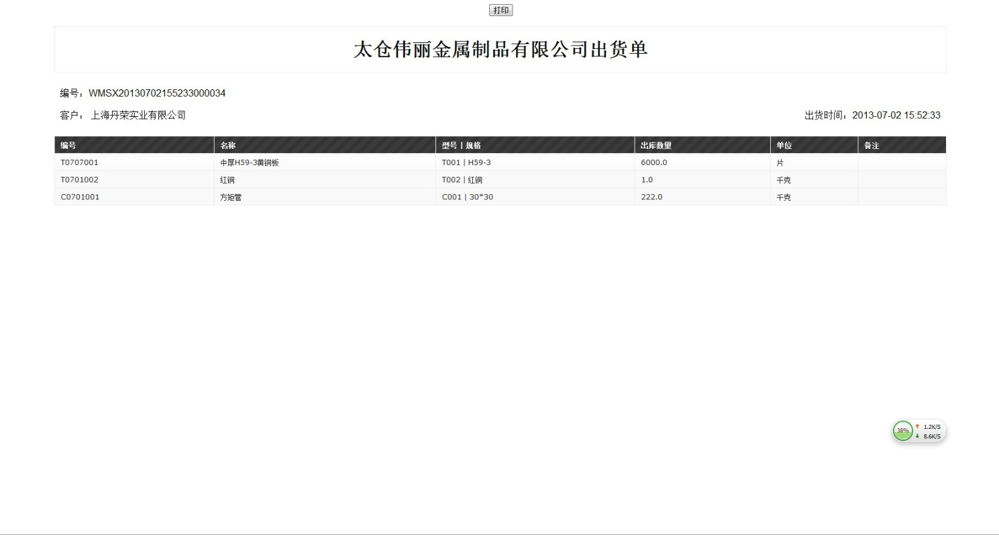 打印
太仓伟丽金属制品有限公司出货单
编号：WMSX20130702155233000034
客户： 上海丹荣实业有限公司 出货时间：2013-07-02 15:52:33
编号 名称 型号 | 规格 出库数量 单位 备注
T0707001 中厚H59-3黄铜板 T001 | H59-3 6000.0 片
T0701002 红铜 T002 | 红铜 1.0 千克
C0701001 方矩管 C001 | 30*30 222.0 千克
38% 1.2K/S
8.6K/S